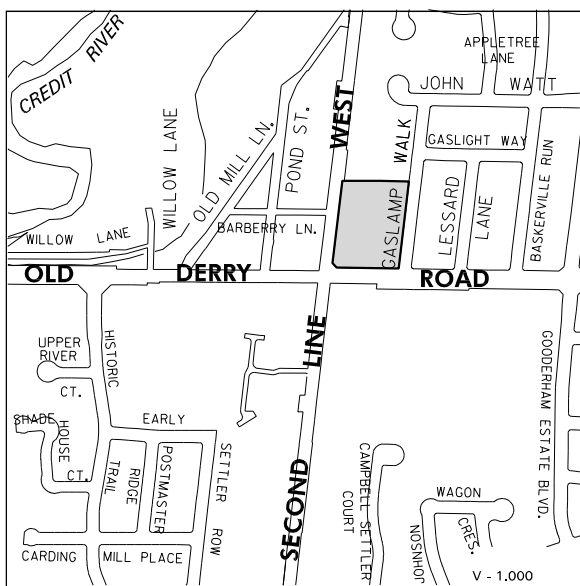 CREDIT RIVER
APPLETREE
LANE
JOHN WATT
WEST
WALK
GASLIGHT WAY
WILLOW LANE
OLD MILL LN.
POND ST.
BASKERVILLE RUN
GASLAMP
LESSARD
LANE
BARBERRY LN.
WILLOW LANE
OLD DERRY ROAD
UPPER
RIVER
CT.
HISTORIC
LINE
GOODERHAM ESTATE BLVD.
SHADE
HOUSE
CT.
EARLY
SETTLER
ROW
TRAIL
RIDGE
POSTMASTER
SECOND
CAMPBELL SETTLER
COURT
WAGON
CRES.
JOHNSON
CARDING MILL PLACE
V - 1.000